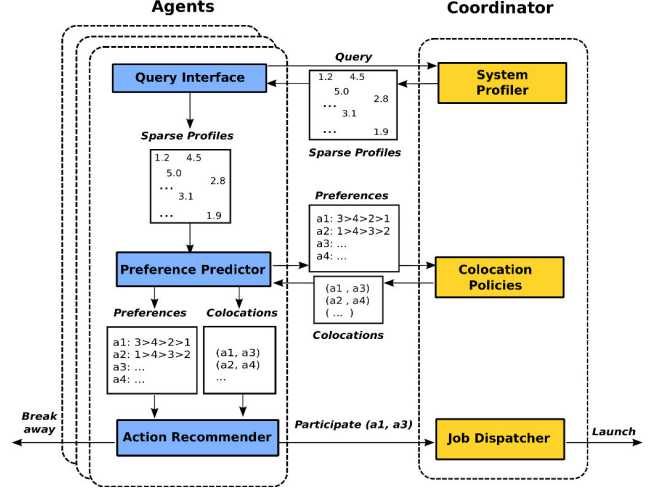 Agents
Coordinator
Query
Query Interface
System
Profiler
1.2 4.5
5.0
2.8
...
3.1
... 1.9
Sparse Profiles
Sparse Profiles
1.2 4.5
5.0
2.8
...
3.1
... 1.9
Preferences
a1: 3>4>2>1
a2: 1>4>3>2
a3: ...
a4: ...
Preference Predictor
Colocation
Policies
(a1 , a3)
(a2 , a4)
( ... )
Colocations
Preferences
Colocations
a1: 3>4>2>1
a2: 1>4>3>2
a3: ...
a4: ...
(a1, a3)
(a2, a4)
...
Break
away
Action Recommender
Participate (a1, a3)
Job Dispatcher
Launch